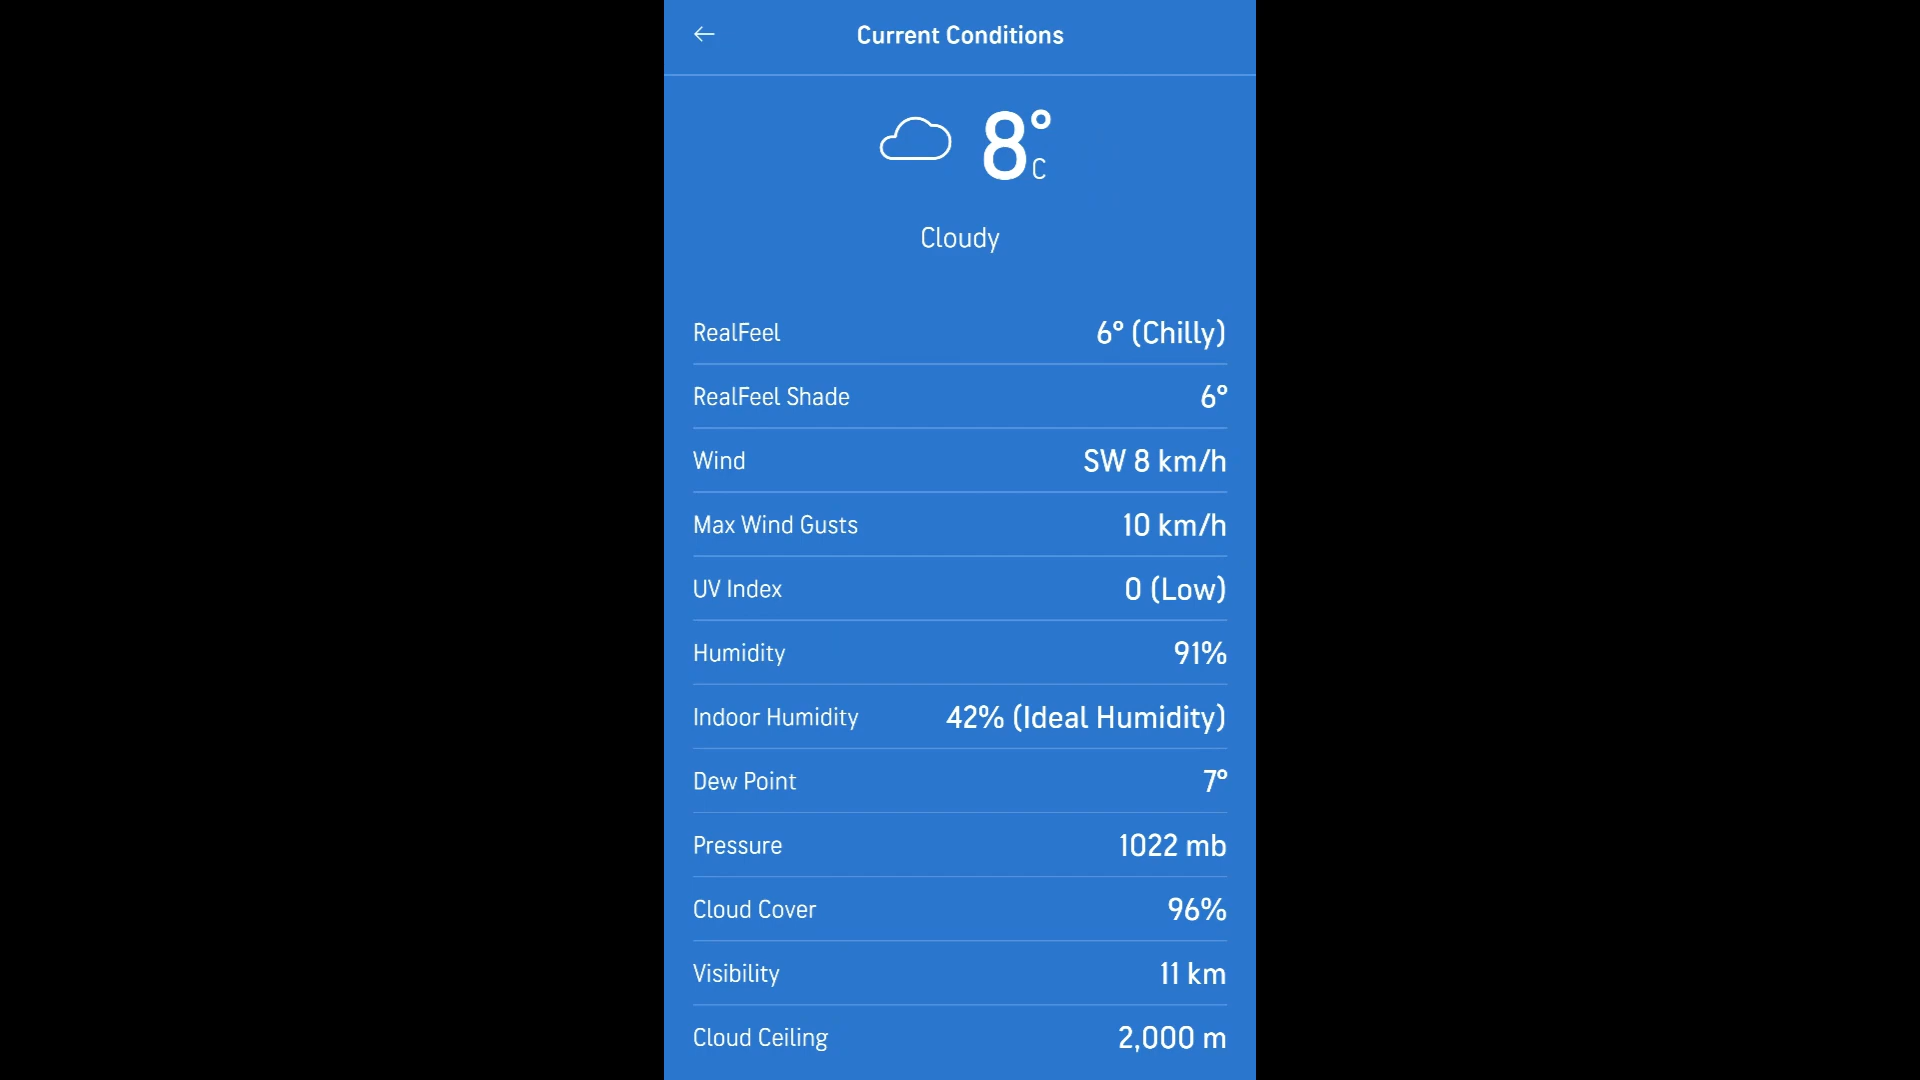 Current Conditions
8°
C
Cloudy
RealFeel 6° (Chilly)
RealFeel Shade 6°
Wind SW 8 km/h
Max Wind Gusts 10 km/h
UV Index 0 (Low)
Humidity 91%
Indoor Humidity 42% (Ideal Humidity)
Dew Point 7°
Pressure 1022 mb
Cloud Cover 96%
Visibility 11 km
Cloud Ceiling 2,000 m